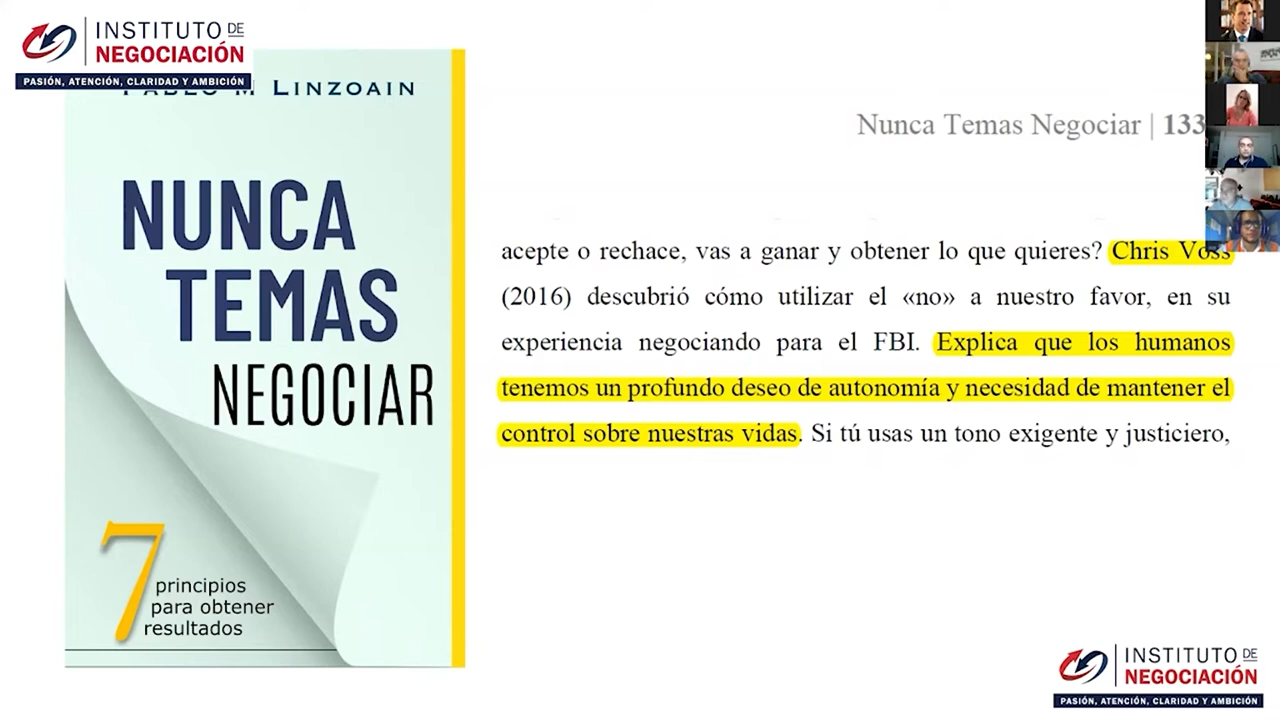 INSTITUTO DE
NEGOCIACIÓN
PASIÓN, ATENCIÓN, CLARIDAD Y AMBICIÓN
PABLO M LINZOAIN
NUNCA
TEMAS
NEGOCIAR
7
principios
para obtener
resultados
Nunca Temas Negociar | 133
acepte o rechace, vas a ganar y obtener lo que quieres? Chris Voss
(2016) descubrió cómo utilizar el «no» a nuestro favor, en su
experiencia negociando para el FBI. Explica que los humanos
tenemos un profundo deseo de autonomía y necesidad de mantener el
control sobre nuestras vidas. Si tú usas un tono exigente y justiciero,
INSTITUTO DE
NEGOCIACIÓN
PASIÓN, ATENCIÓN, CLARIDAD Y AMBICIÓN